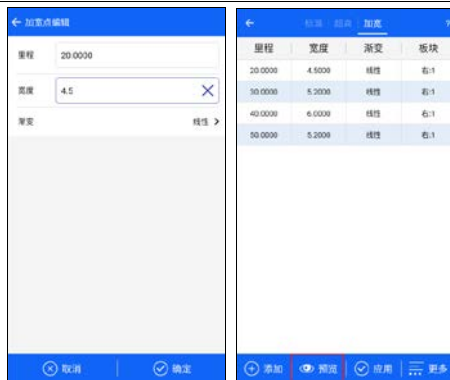 加宽点编辑
里程 20.0000
宽度 4.5
渐变 线性
标准 超高 加宽
里程 宽度 渐变 板块
20.0000 4.5000 线性 右:1
30.0000 5.2000 线性 右:1
40.0000 6.0000 线性 右:1
50.0000 5.2000 线性 右:1
取消 确定
添加 预览 应用 更多